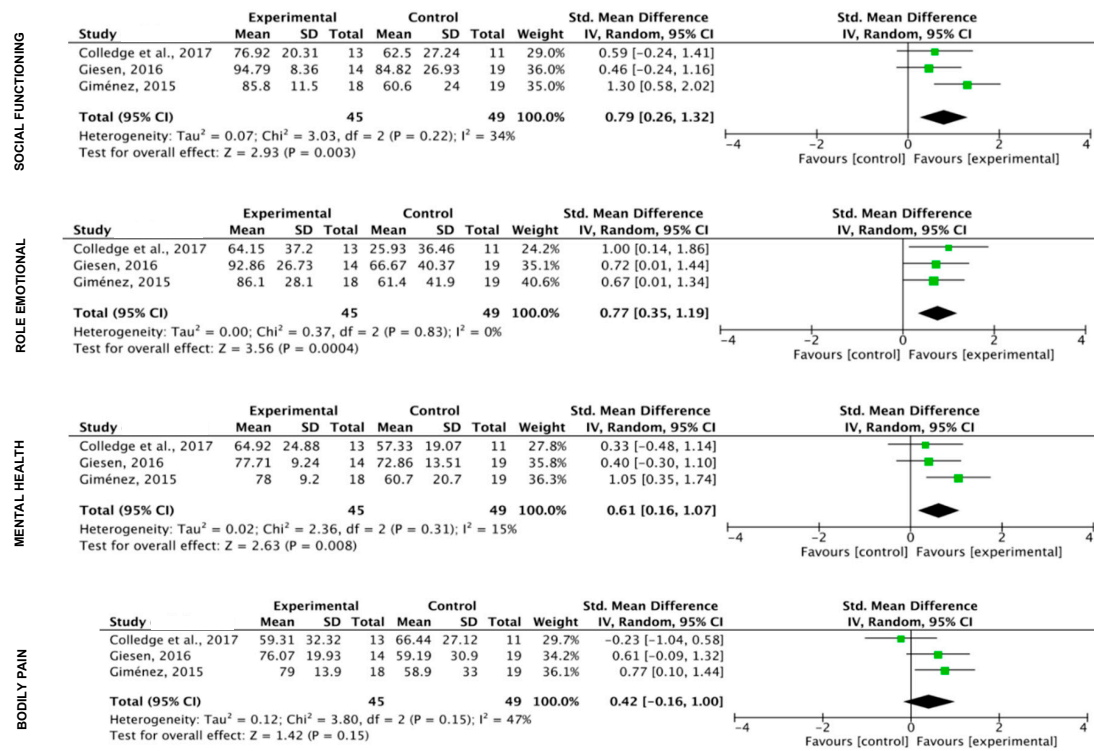 SOCIAL FUNCTIONING
Experimental Control Std. Mean Difference Std. Mean Difference
Study Mean SD Total Mean SD Total Weight IV, Random, 95% CI IV, Random, 95% CI
Colledge et al., 2017 76.92 20.31 13 62.5 27.24 11 29.0% 0.59 [-0.24, 1.41]
Giesen, 2016 94.79 8.36 14 84.82 26.93 19 36.0% 0.46 [-0.24, 1.16]
Giménez, 2015 85.8 11.5 18 60.6 24 19 35.0% 1.30 [0.58, 2.02]
Total (95% CI) 45 49 100.0% 0.79 [0.26, 1.32]
Heterogeneity: Tau² = 0.07; Chi² = 3.03, df = 2 (P = 0.22); I² = 34%
Test for overall effect: Z = 2.93 (P = 0.003)
-4 -2 0 2 4
Favours [control] Favours [experimental]
ROLE EMOTIONAL
Experimental Control Std. Mean Difference Std. Mean Difference
Study Mean SD Total Mean SD Total Weight IV, Random, 95% CI IV, Random, 95% CI
Colledge et al., 2017 64.15 37.2 13 25.93 36.46 11 24.2% 1.00 [0.14, 1.86]
Giesen, 2016 92.86 26.73 14 66.67 40.37 19 35.1% 0.72 [0.01, 1.44]
Giménez, 2015 86.1 28.1 18 61.4 41.9 19 40.6% 0.67 [0.01, 1.34]
Total (95% CI) 45 49 100.0% 0.77 [0.35, 1.19]
Heterogeneity: Tau² = 0.00; Chi² = 0.37, df = 2 (P = 0.83); I² = 0%
Test for overall effect: Z = 3.56 (P = 0.0004)
-4 -2 0 2 4
Favours [control] Favours [experimental]
MENTAL HEALTH
Experimental Control Std. Mean Difference Std. Mean Difference
Study Mean SD Total Mean SD Total Weight IV, Random, 95% CI IV, Random, 95% CI
Colledge et al., 2017 64.92 24.88 13 57.33 19.07 11 27.8% 0.33 [-0.48, 1.14]
Giesen, 2016 77.71 9.24 14 72.86 13.51 19 35.8% 0.40 [-0.30, 1.10]
Giménez, 2015 78 9.2 18 60.7 20.7 19 36.3% 1.05 [0.35, 1.74]
Total (95% CI) 45 49 100.0% 0.61 [0.16, 1.07]
Heterogeneity: Tau² = 0.02; Chi² = 2.36, df = 2 (P = 0.31); I² = 15%
Test for overall effect: Z = 2.63 (P = 0.008)
-4 -2 0 2 4
Favours [control] Favours [experimental]
BODILY PAIN
Experimental Control Std. Mean Difference Std. Mean Difference
Study Mean SD Total Mean SD Total Weight IV, Random, 95% CI IV, Random, 95% CI
Colledge et al., 2017 59.31 32.32 13 66.44 27.12 11 29.7% -0.23 [-1.04, 0.58]
Giesen, 2016 76.07 19.93 14 59.19 30.9 19 34.2% 0.61 [-0.09, 1.32]
Giménez, 2015 79 13.9 18 58.9 33 19 36.1% 0.77 [0.10, 1.44]
Total (95% CI) 45 49 100.0% 0.42 [-0.16, 1.00]
Heterogeneity: Tau² = 0.12; Chi² = 3.80, df = 2 (P = 0.15); I² = 47%
Test for overall effect: Z = 1.42 (P = 0.15)
-4 -2 0 2 4
Favours [control] Favours [experimental]